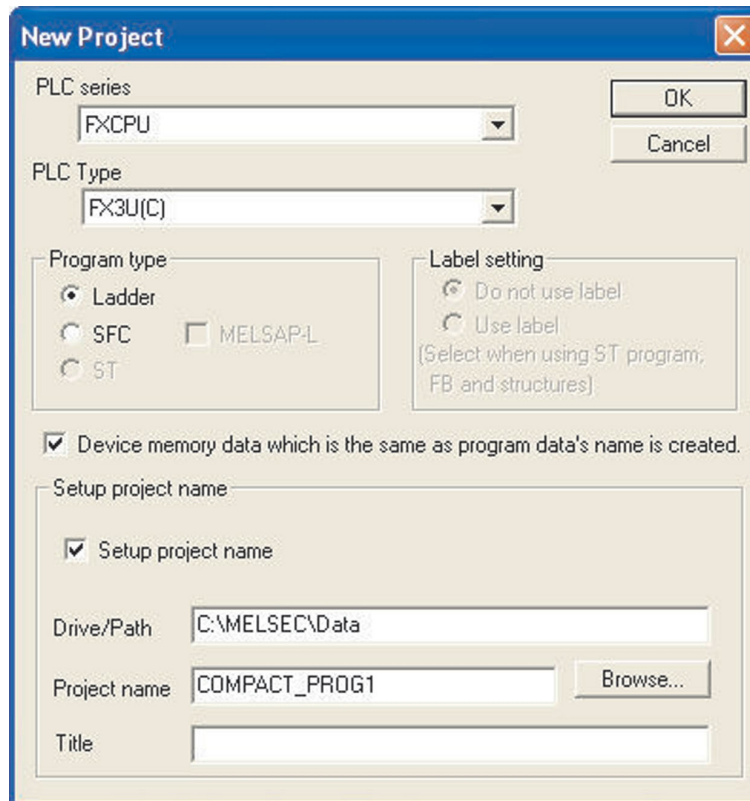 New Project
PLC series
FXCPU
OK
Cancel
PLC Type
FX3U(C)
Program type
Ladder
SFC
MELSAP-L
ST
Label setting
Do not use label
Use label
(Select when using ST program,
FB and structures)
Device memory data which is the same as program data's name is created.
Setup project name
Setup project name
Drive/Path
C:\MELSEC\Data
Project name
COMPACT_PROG1
Browse...
Title